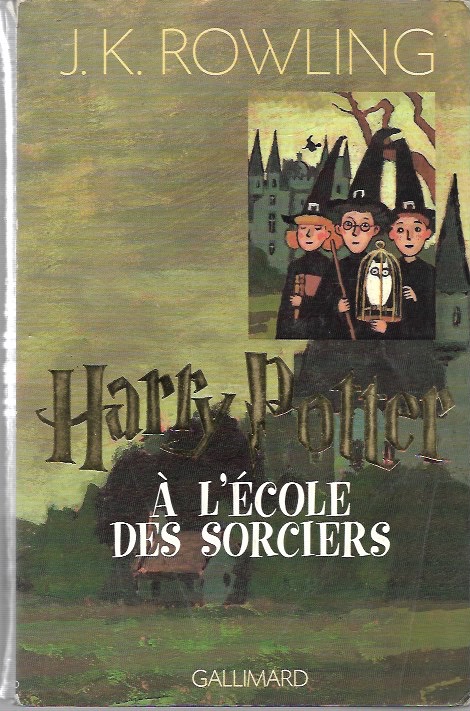 J. K. ROWLING
Harry Potter
À L'ÉCOLE
DES SORCIERS
GALLIMARD